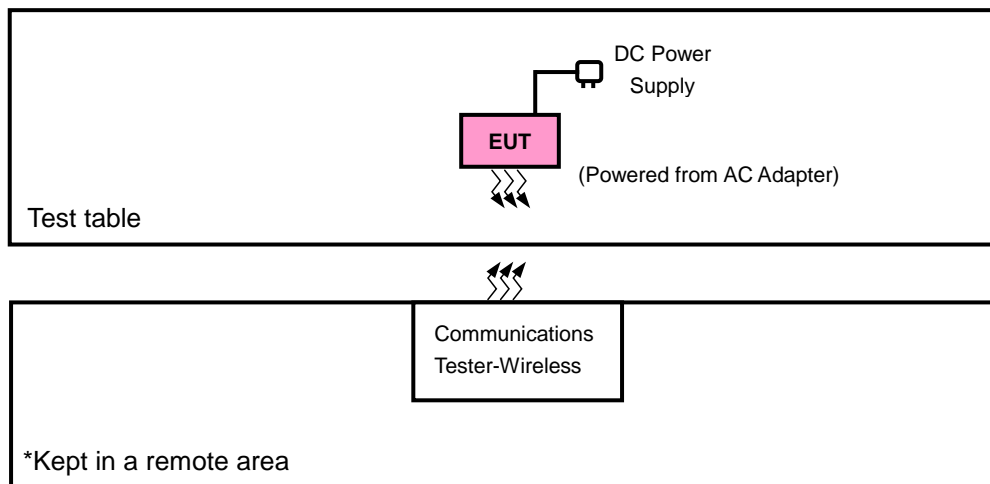 DC Power
Supply
EUT
(Powered from AC Adapter)
Test table
Communications
Tester-Wireless
*Kept in a remote area